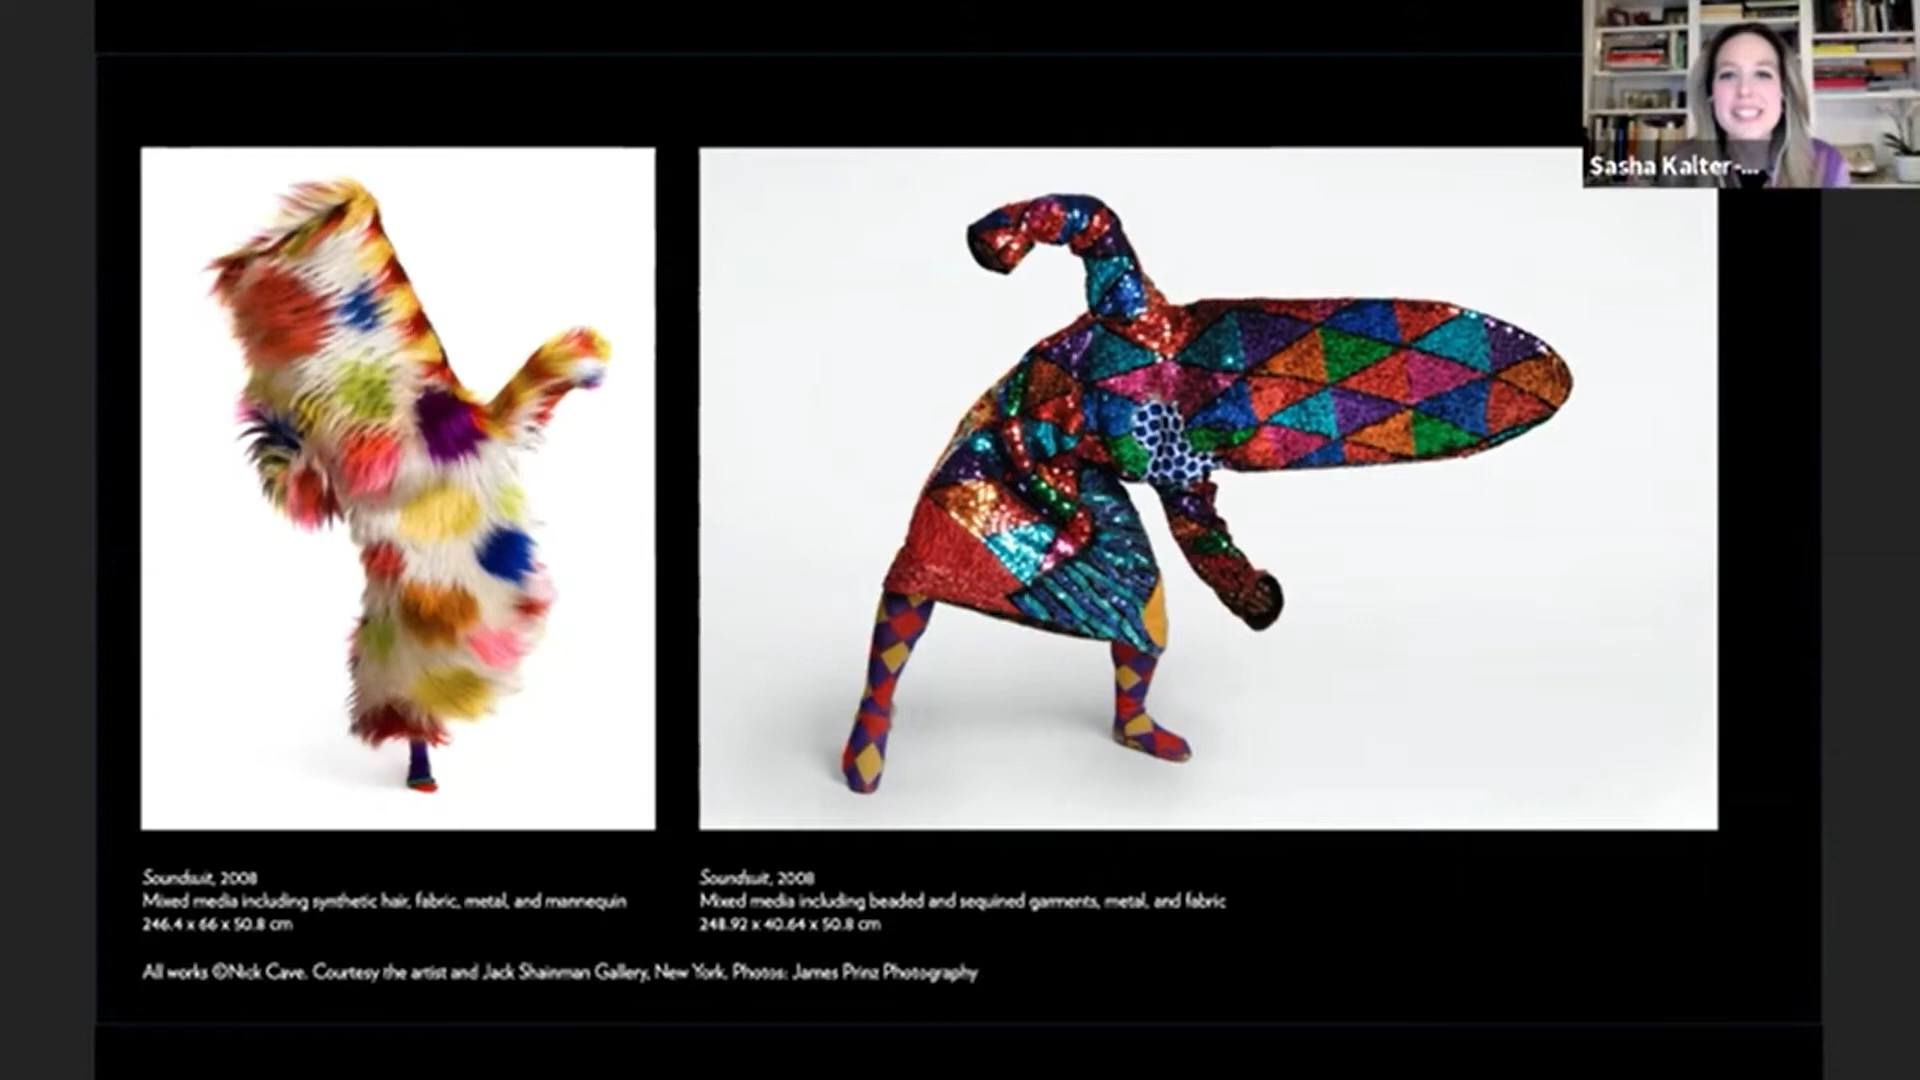 Sasha Kalter-...
Soundsuit, 2008
Mixed media including synthetic hair, fabric, metal, and mannequin
246.4 x 66 x 50.8 cm
Soundsuit, 2008
Mixed media including beaded and sequined garments, metal, and fabric
248.92 x 40.64 x 50.8 cm
All works ©Nick Cave. Courtesy the artist and Jack Shainman Gallery, New York. Photos: James Prinz Photography